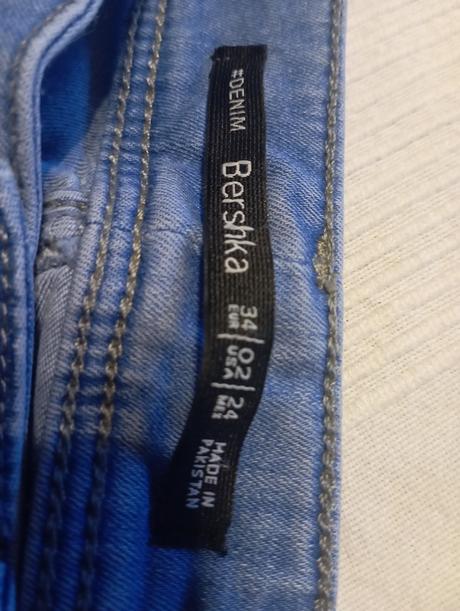 #DENIM
Bershka
34 | 02 | 24
EUR | USA | MEX
MADE IN
PAKISTAN